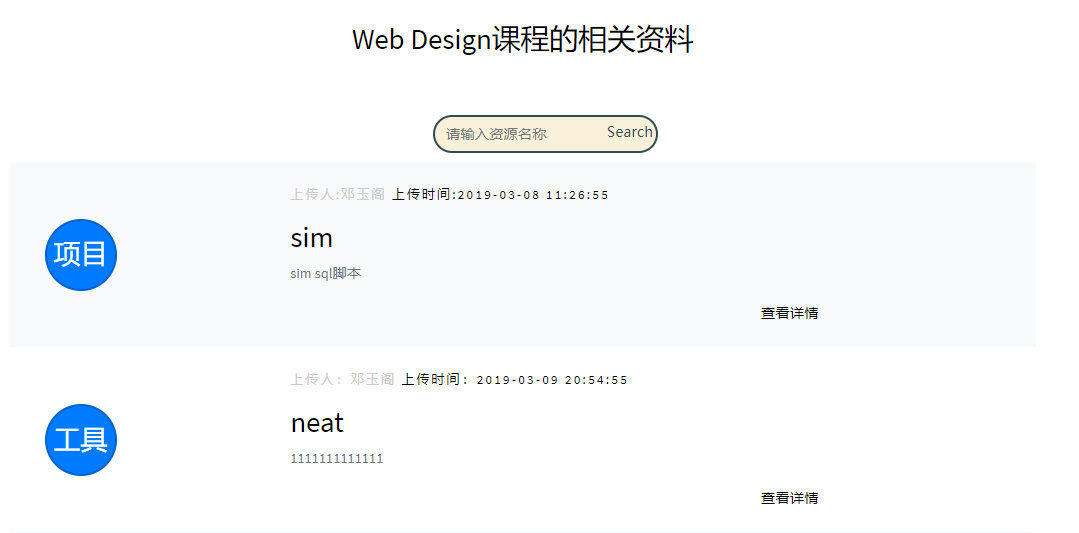 Web Design课程的相关资料
请输入资源名称 Search
上传人:邓玉阁 上传时间:2019-03-08 11:26:55
项目
sim
sim sql脚本
查看详情
上传人：邓玉阁 上传时间：2019-03-09 20:54:55
工具
neat
1111111111111
查看详情